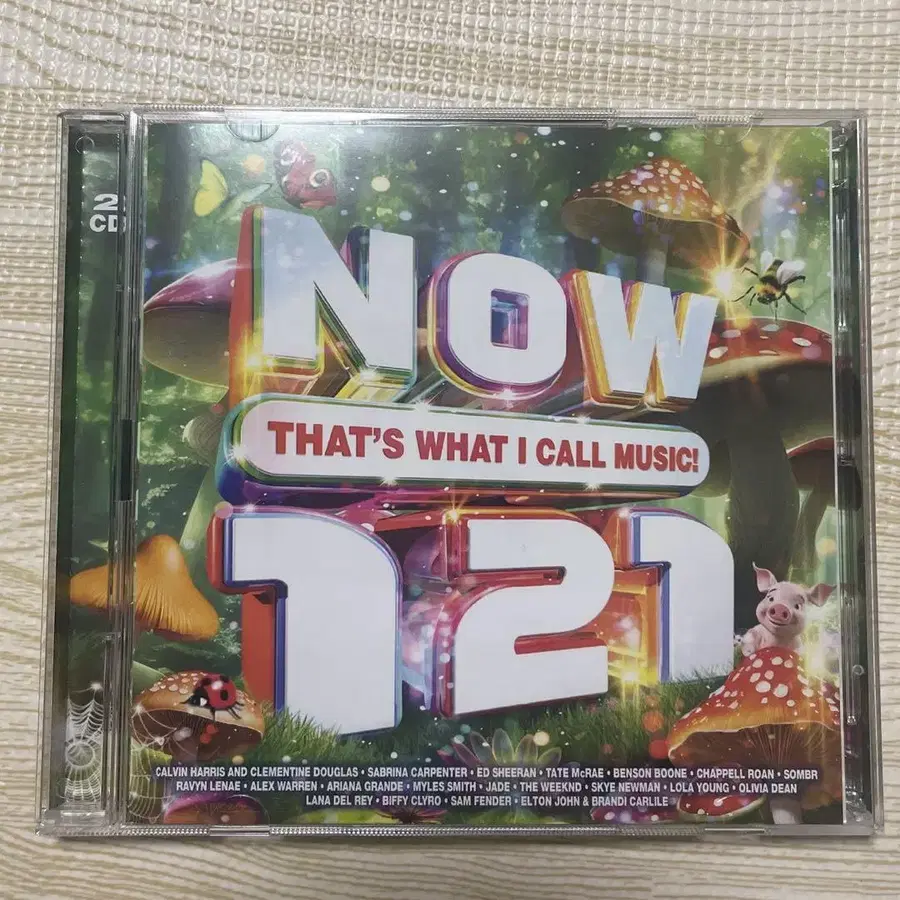 2
CD
NOW
THAT'S WHAT I CALL MUSIC!
121
CALVIN HARRIS AND CLEMENTINE DOUGLAS • SABRINA CARPENTER • ED SHEERAN • TATE McRAE • BENSON BOONE • CHAPPELL ROAN • SOMBR
RAVYN LENAE • ALEX WARREN • ARIANA GRANDE • MYLES SMITH • JADE • THE WEEKND • SKYE NEWMAN • LOLA YOUNG • OLIVIA DEAN
LANA DEL REY • BIFFY CLYRO • SAM FENDER • ELTON JOHN & BRANDI CARLILE